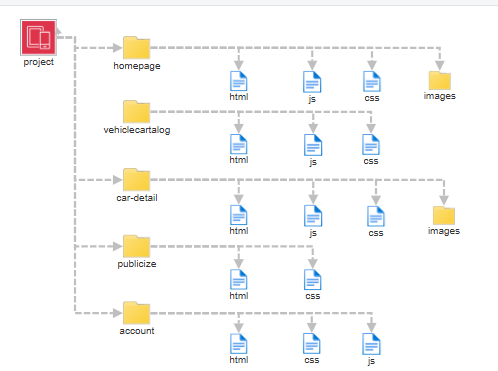 project
homepage
html
js
css
images
vehiclecartalog
html
js
css
car-detail
html
js
css
images
publicize
html
css
account
html
css
js